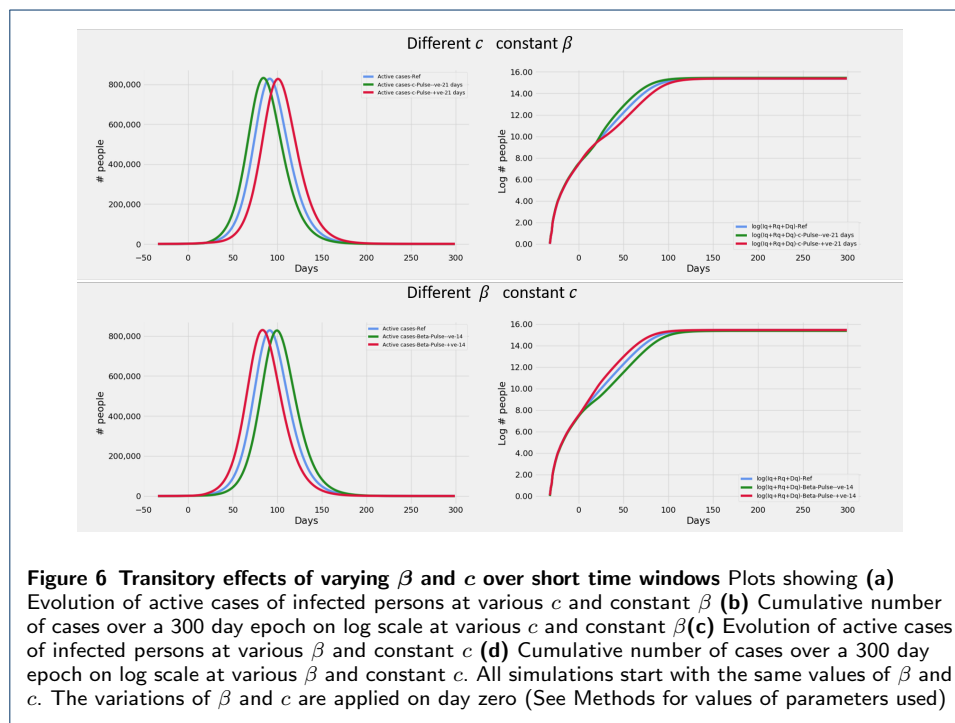 Different c constant β
Active cases-Ref
Active cases-c-Pulse--ve-21 days
Active cases-c-Pulse-+ve-21 days
800,000
600,000
400,000
200,000
0
# people
−50 0 50 100 150 200 250 300
Days
16.00
14.00
12.00
10.00
8.00
6.00
4.00
2.00
0.00
Log # people
log(Iq+Rq+Dq)-Ref
log(Iq+Rq+Dq)-c-Pulse--ve-21 days
log(Iq+Rq+Dq)-c-Pulse-+ve-21 days
0 50 100 150 200 250 300
Days
Different β constant c
Active cases-Ref
Active cases-Beta-Pulse--ve-14
Active cases-Beta-Pulse-+ve-14
800,000
600,000
400,000
200,000
0
# people
−50 0 50 100 150 200 250 300
Days
16.00
14.00
12.00
10.00
8.00
6.00
4.00
2.00
0.00
Log # people
log(Iq+Rq+Dq)-Ref
log(Iq+Rq+Dq)-Beta-Pulse--ve-14
log(Iq+Rq+Dq)-Beta-Pulse-+ve-14
0 50 100 150 200 250 300
Days
Figure 6 Transitory effects of varying β and c over short time windows Plots showing (a)
Evolution of active cases of infected persons at various c and constant β (b) Cumulative number
of cases over a 300 day epoch on log scale at various c and constant β(c) Evolution of active cases
of infected persons at various β and constant c (d) Cumulative number of cases over a 300 day
epoch on log scale at various β and constant c. All simulations start with the same values of β and
c. The variations of β and c are applied on day zero (See Methods for values of parameters used)